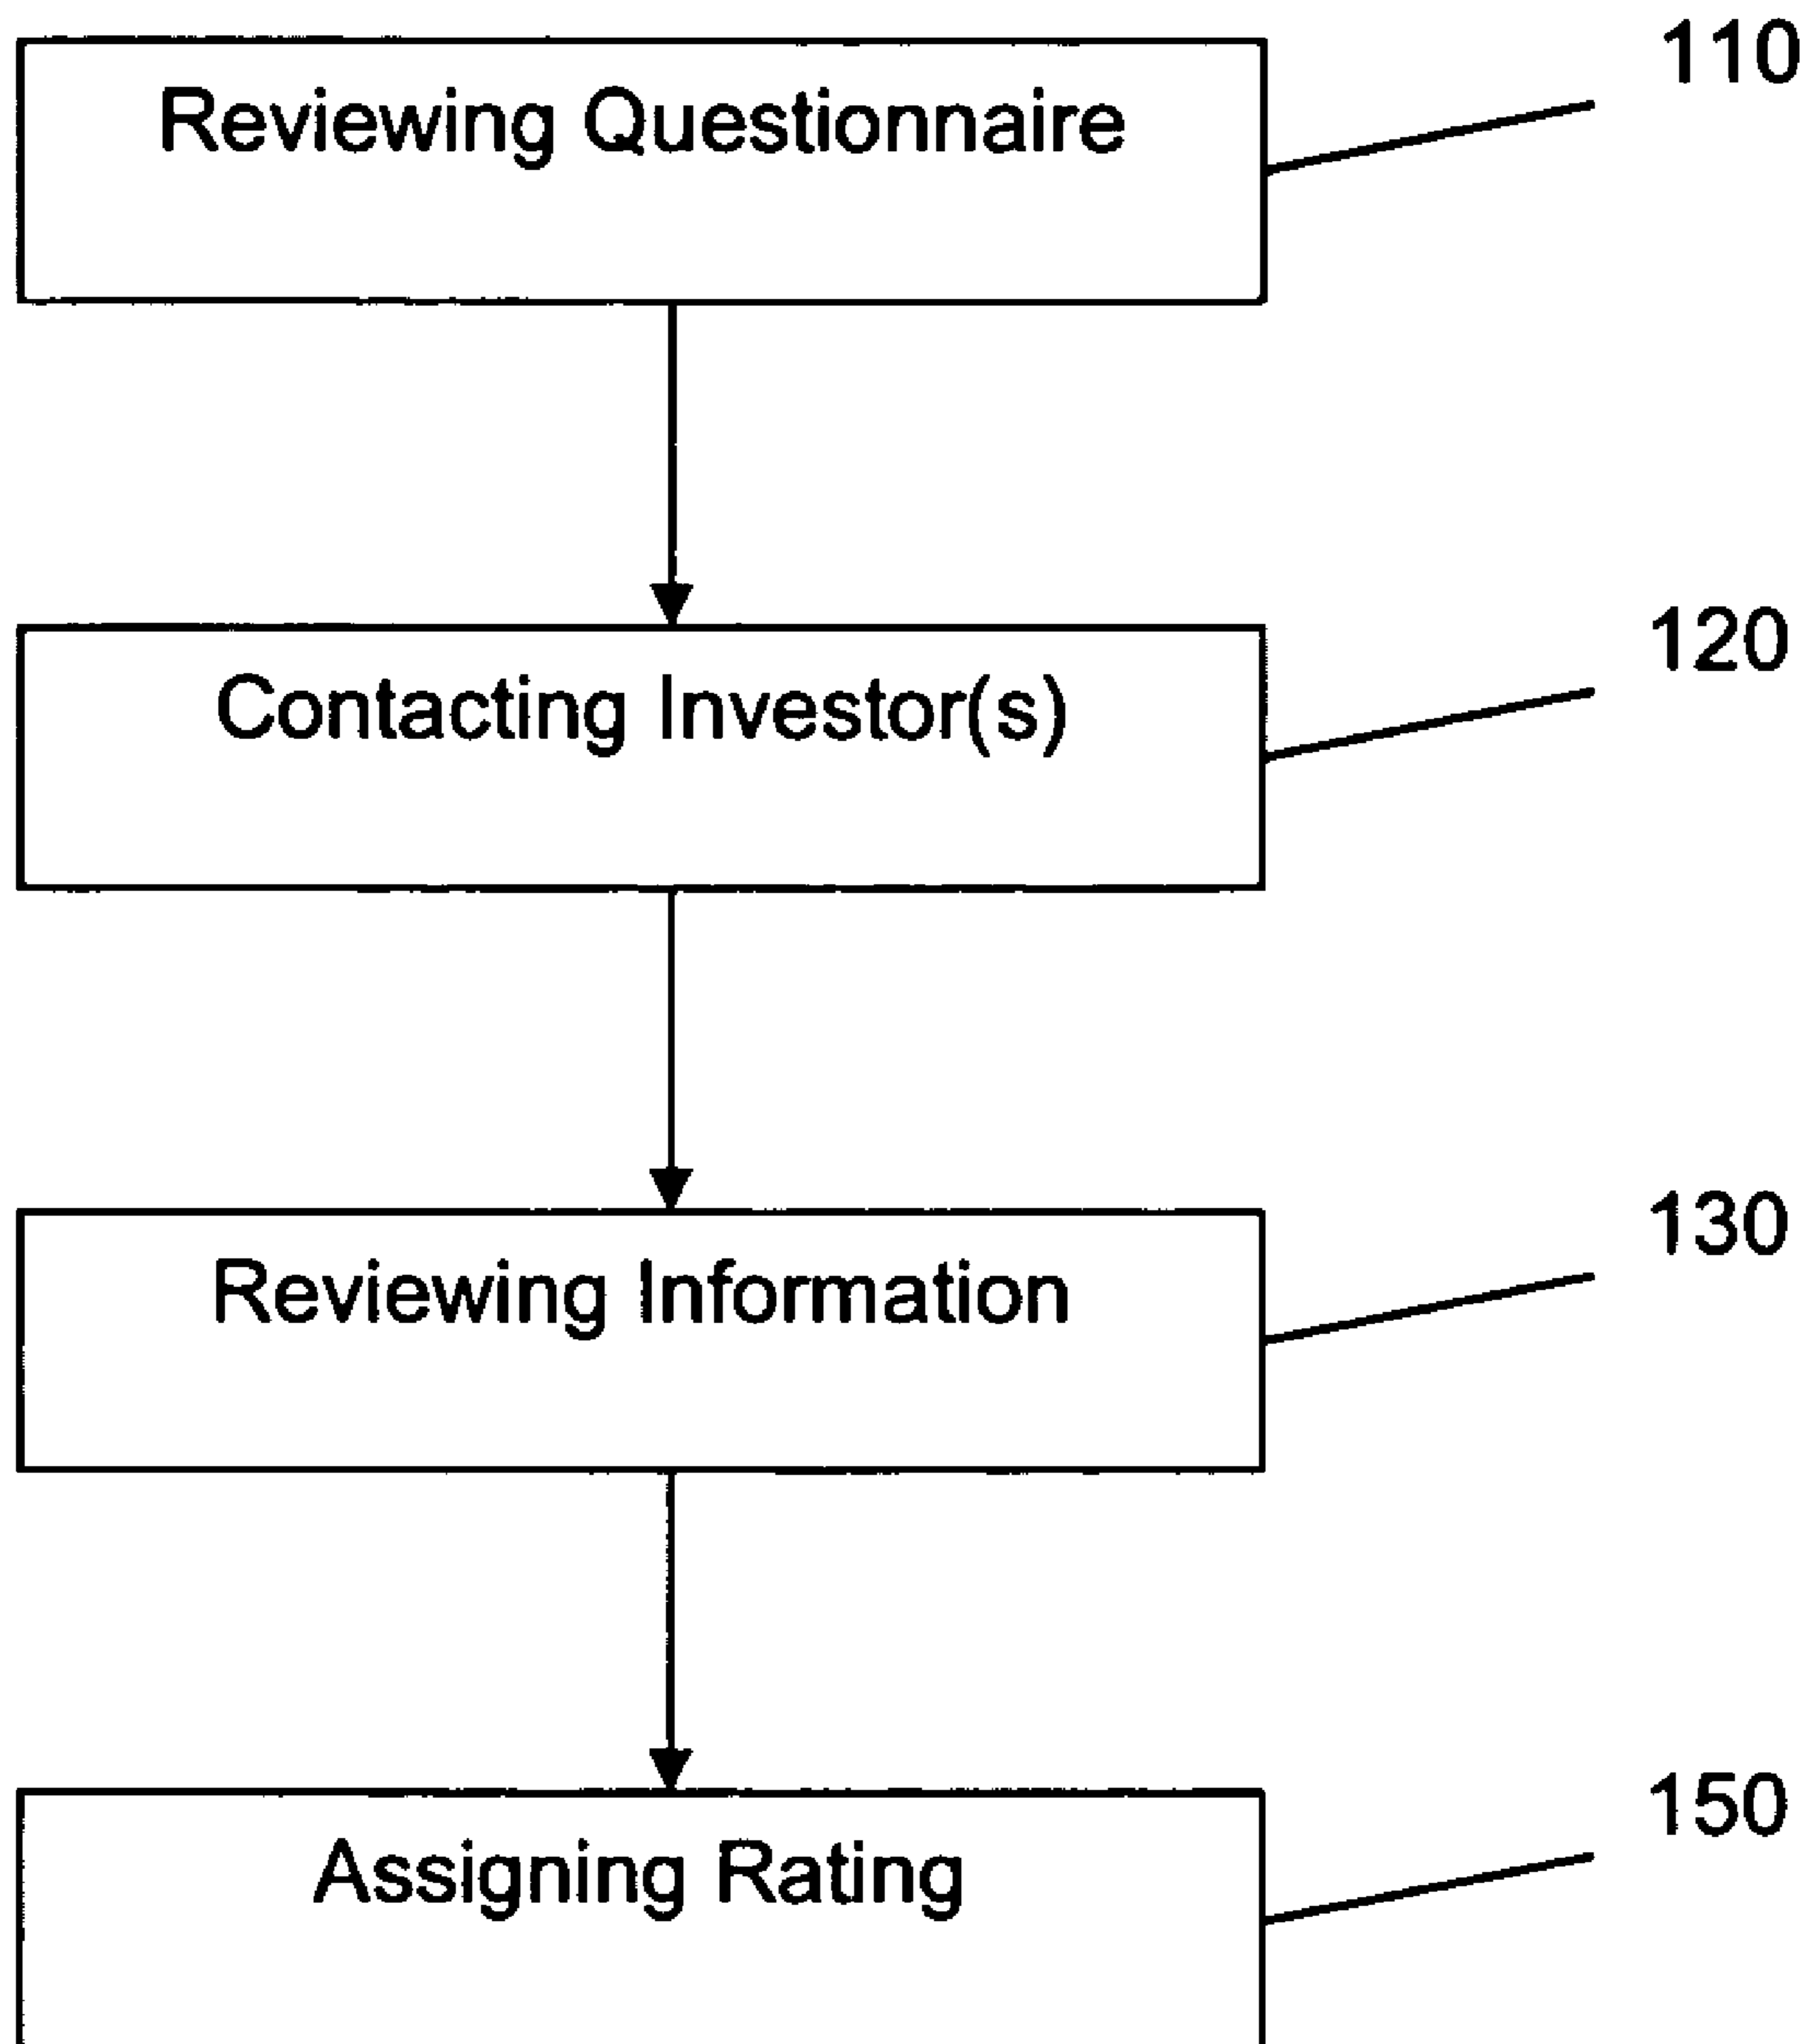 110
Reviewing Questionnaire
120
Contacting Investor(s)
130
Reviewing Information
150
Assigning Rating